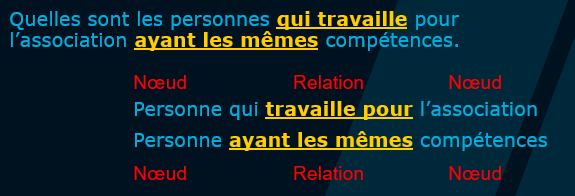 Quelles sont les personnes qui travaille pour
l’association ayant les mêmes compétences.
Nœud Relation Nœud
Personne qui travaille pour l’association
Personne ayant les mêmes compétences
Nœud Relation Nœud